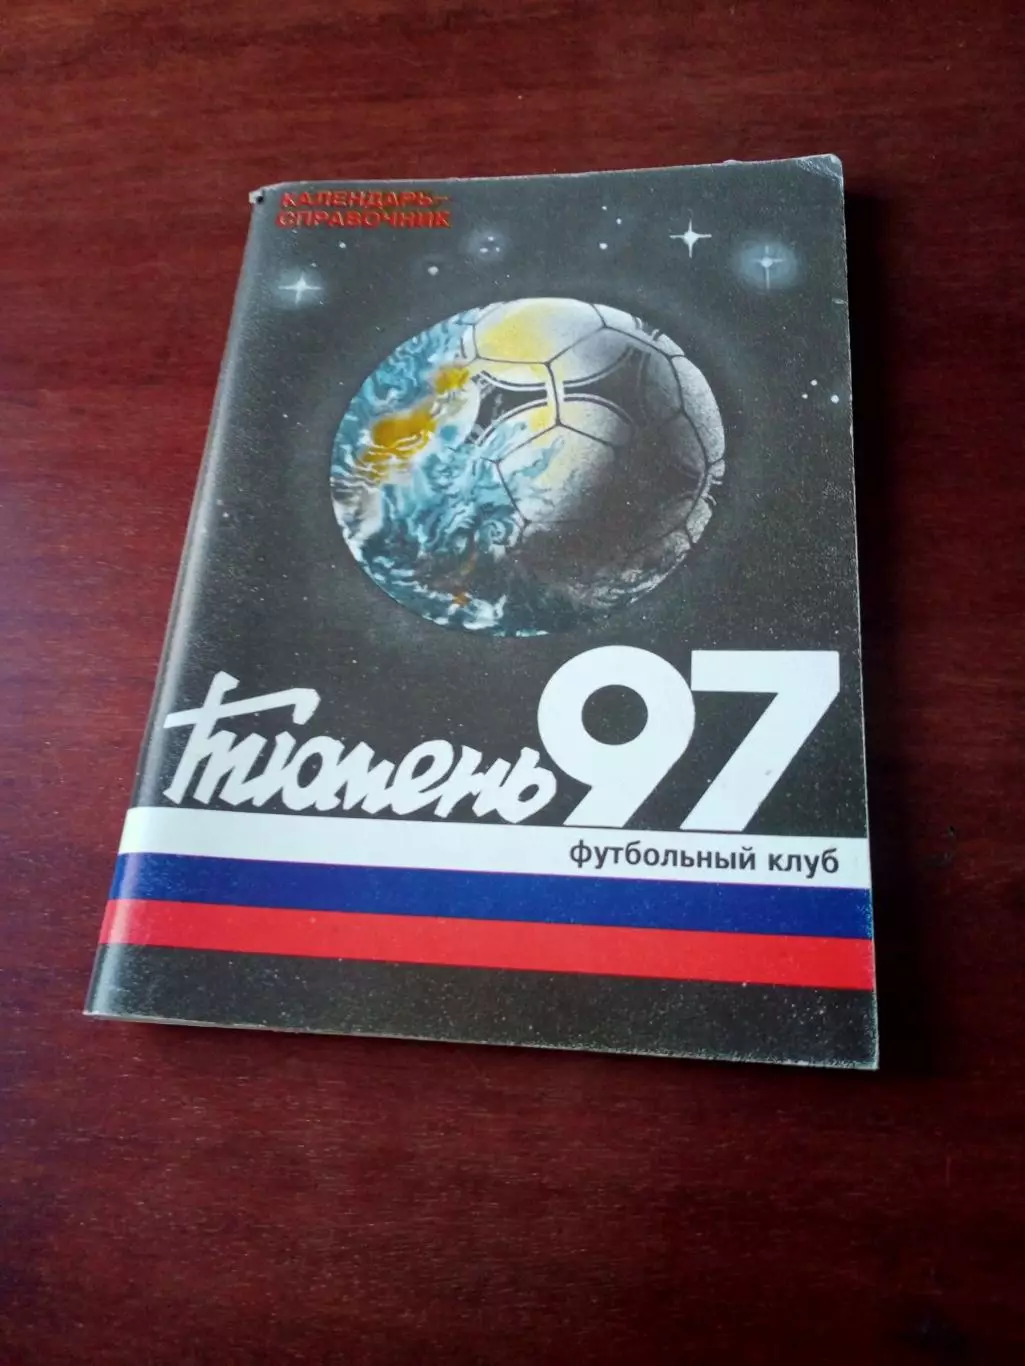 КАЛЕНДАРЬ-
СПРАВОЧНИК
Тюмень 97
футбольный клуб